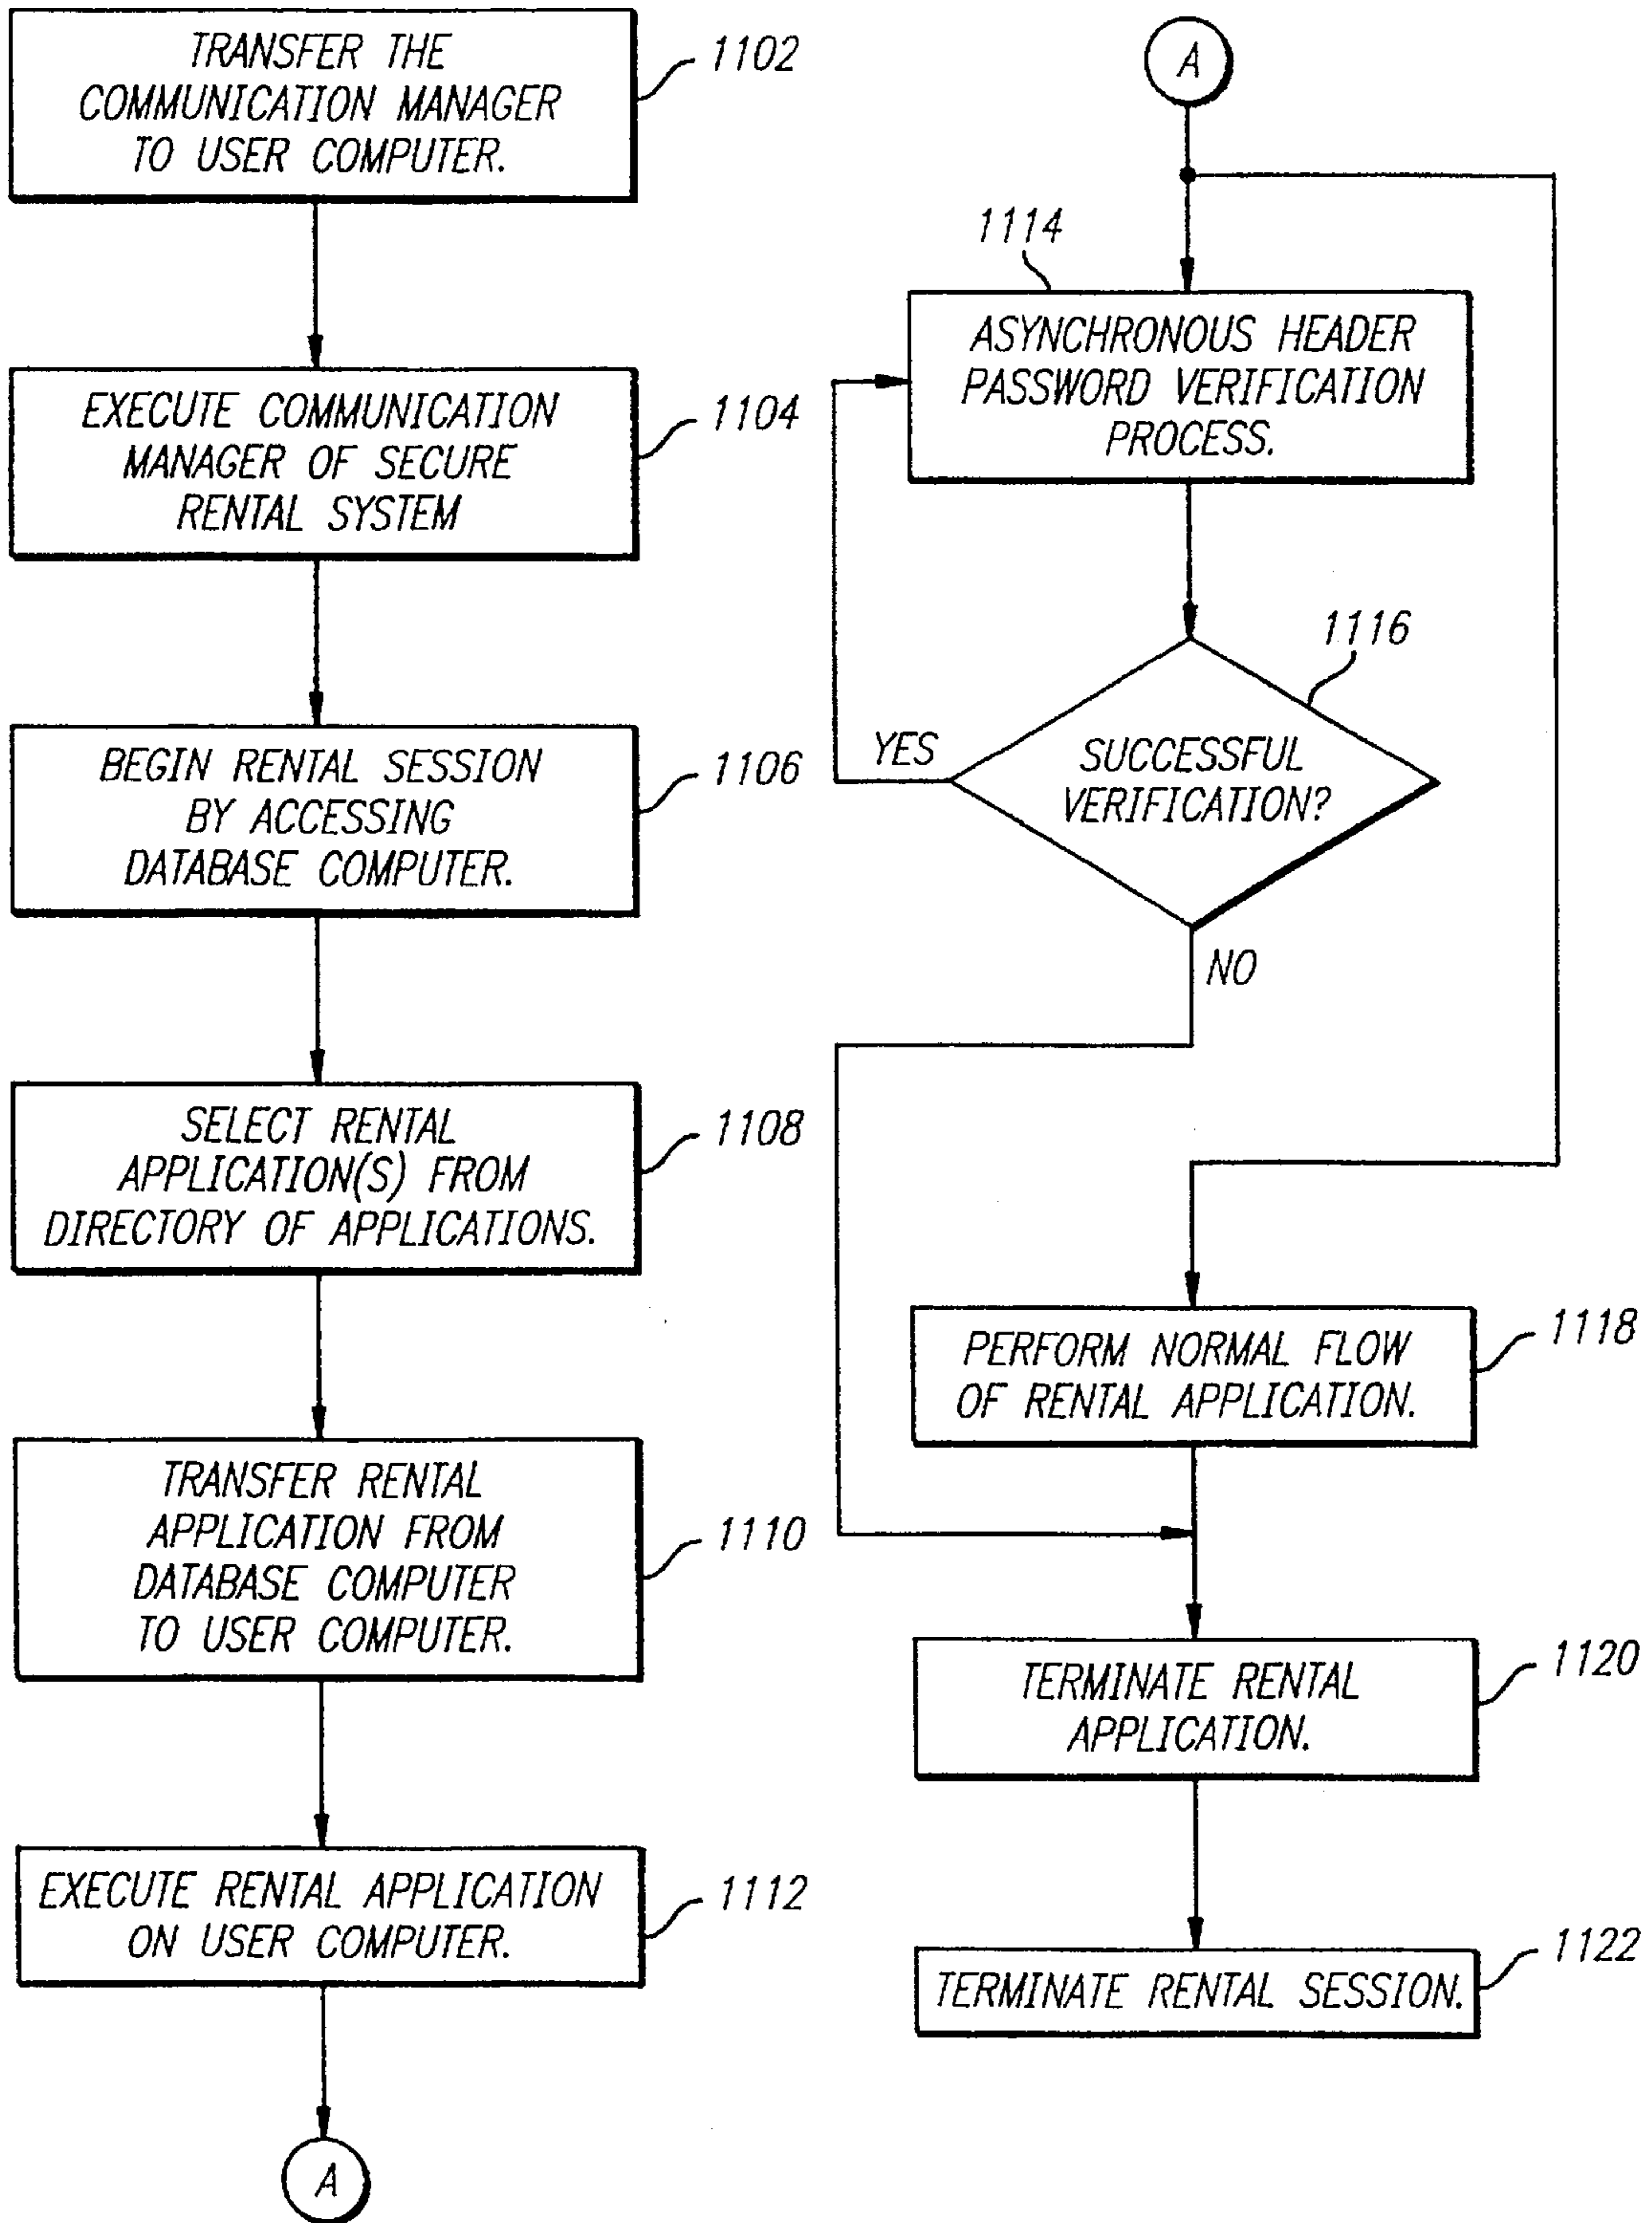 TRANSFER THE
COMMUNICATION MANAGER
TO USER COMPUTER.
1102
EXECUTE COMMUNICATION
MANAGER OF SECURE
RENTAL SYSTEM
1104
BEGIN RENTAL SESSION
BY ACCESSING
DATABASE COMPUTER.
1106
SELECT RENTAL
APPLICATION(S) FROM
DIRECTORY OF APPLICATIONS.
1108
TRANSFER RENTAL
APPLICATION FROM
DATABASE COMPUTER
TO USER COMPUTER.
1110
EXECUTE RENTAL APPLICATION
ON USER COMPUTER.
1112
A
A
1114
ASYNCHRONOUS HEADER
PASSWORD VERIFICATION
PROCESS.
1116
SUCCESSFUL
VERIFICATION?
YES
NO
PERFORM NORMAL FLOW
OF RENTAL APPLICATION.
1118
TERMINATE RENTAL
APPLICATION.
1120
TERMINATE RENTAL SESSION.
1122